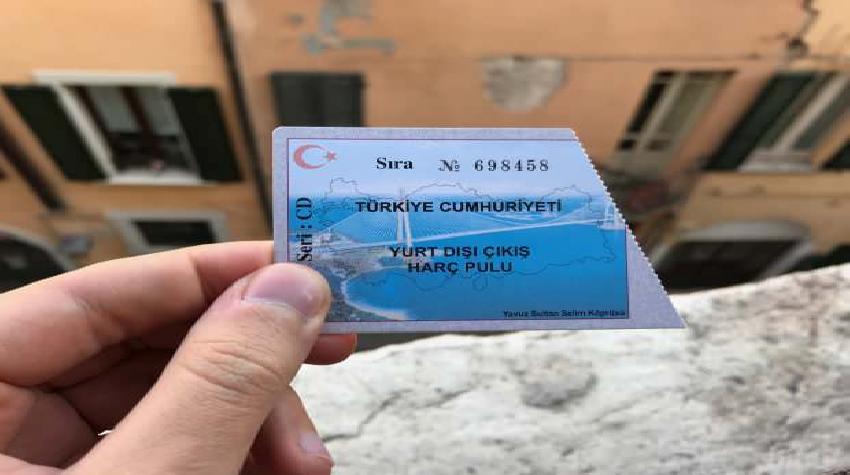 Sıra № 698458
Seri : CD
TÜRKİYE CUMHURİYETİ
YURT DIŞI ÇIKIŞ
HARÇ PULU
Yavuz Sultan Selim Köprüsü